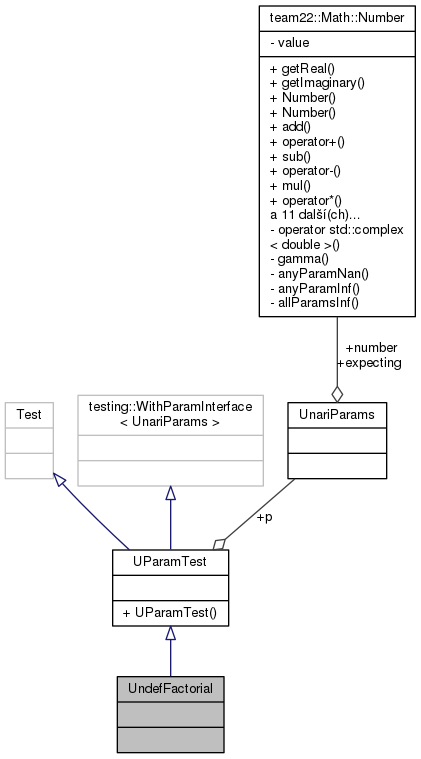 team22::Math::Number
- value
+ getReal()
+ getImaginary()
+ Number()
+ Number()
+ add()
+ operator+()
+ sub()
+ operator-()
+ mul()
+ operator*()
a 11 další(ch)...
- operator std::complex
< double >()
- gamma()
- anyParamNan()
- anyParamInf()
- allParamsInf()
+number
+expecting
Test
testing::WithParamInterface
< UnariParams >
UnariParams
+p
UParamTest
+ UParamTest()
UndefFactorial